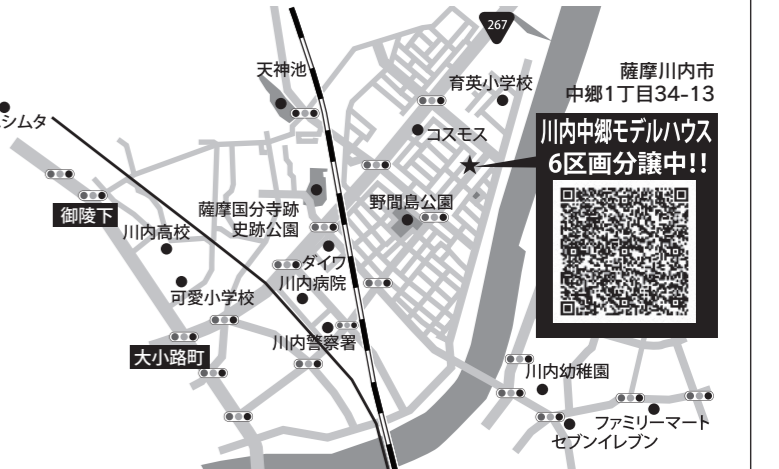 267
天神池
育英小学校
薩摩川内市
中郷1丁目34-13
シムタ
コスモス
川内中郷モデルハウス
6区画分譲中!!
御陵下
川内高校
薩摩国分寺跡
史跡公園
野間島公園
ダイワ
川内病院
可愛小学校
川内警察署
大小路町
川内幼稚園
ファミリーマート
セブンイレブン